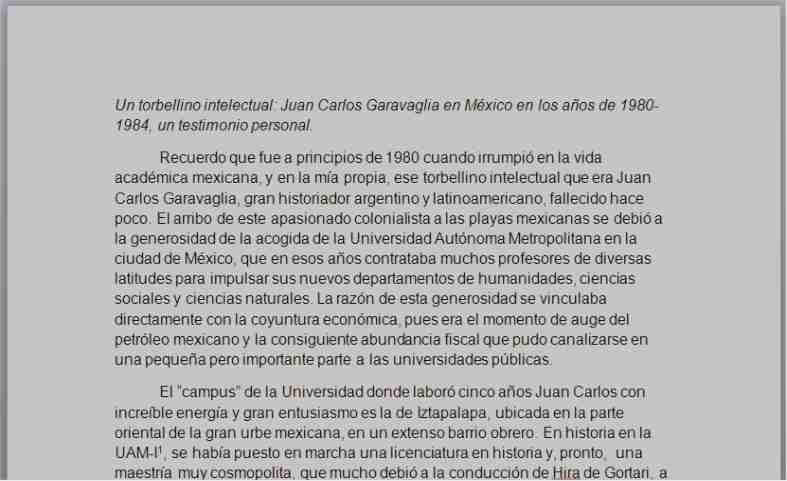 Un torbellino intelectual: Juan Carlos Garavaglia en México en los años de 1980-
1984, un testimonio personal.
Recuerdo que fue a principios de 1980 cuando irrumpió en la vida
académica mexicana, y en la mía propia, ese torbellino intelectual que era Juan
Carlos Garavaglia, gran historiador argentino y latinoamericano, fallecido hace
poco. El arribo de este apasionado colonialista a las playas mexicanas se debió a
la generosidad de la acogida de la Universidad Autónoma Metropolitana en la
ciudad de México, que en esos años contrataba muchos profesores de diversas
latitudes para impulsar sus nuevos departamentos de humanidades, ciencias
sociales y ciencias naturales. La razón de esta generosidad se vinculaba
directamente con la coyuntura económica, pues era el momento de auge del
petróleo mexicano y la consiguiente abundancia fiscal que pudo canalizarse en
una pequeña pero importante parte a las universidades públicas.
El "campus" de la Universidad donde laboró cinco años Juan Carlos con
increíble energía y gran entusiasmo es la de Iztapalapa, ubicada en la parte
oriental de la gran urbe mexicana, en un extenso barrio obrero. En historia en la
UAM-I¹, se había puesto en marcha una licenciatura en historia y, pronto, una
maestría muy cosmopolita, que mucho debió a la conducción de Hira de Gortari, a